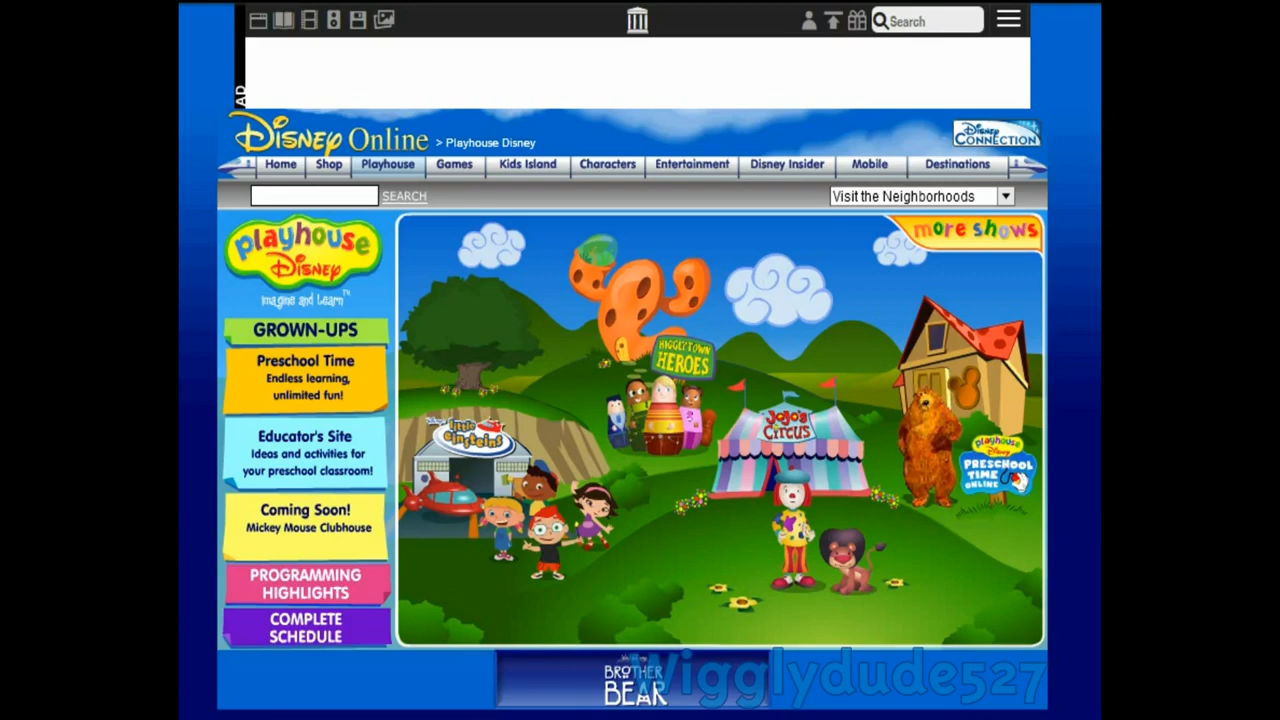 Search
AD
Disney Online
> Playhouse Disney
Disney CONNECTION
Home
Shop
Playhouse
Games
Kids Island
Characters
Entertainment
Disney Insider
Mobile
Destinations
SEARCH
Visit the Neighborhoods
playhouse
Disney
Imagine and Learn™
GROWN-UPS
Preschool Time
Endless learning,
unlimited fun!
Educator's Site
Ideas and activities for
your preschool classroom!
Coming Soon!
Mickey Mouse Clubhouse
PROGRAMMING
HIGHLIGHTS
COMPLETE
SCHEDULE
more shows
HIGGLYTOWN
HEROES
Disney's little
einsteins
JoJo's
CIRCUS
playhouse
Disney
PRESCHOOL
TIME
ONLINE
BROTHER
BEAR
Wigglydude527